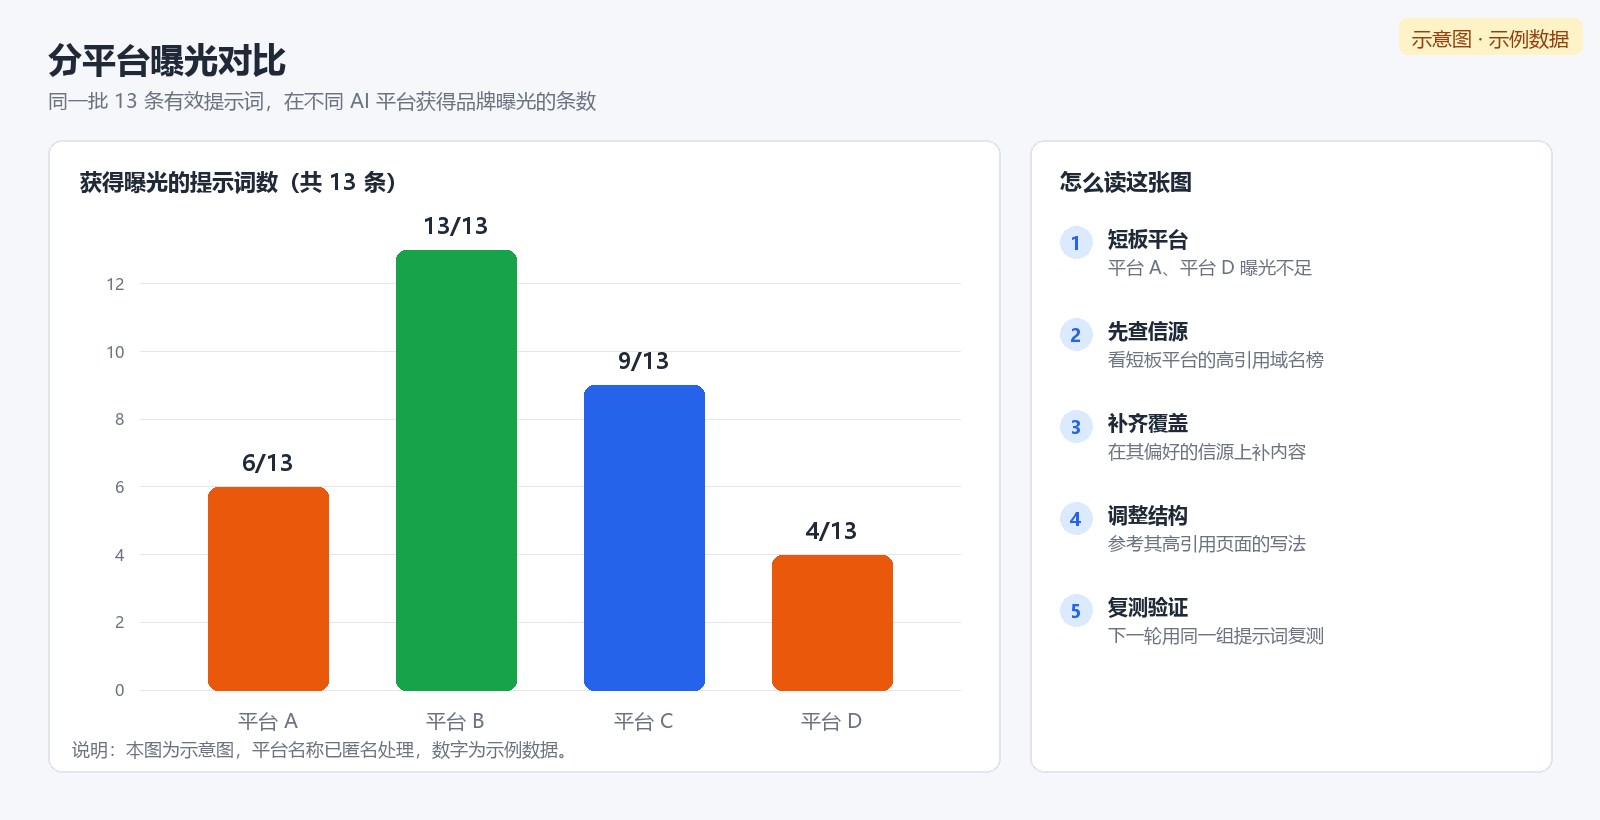 分平台曝光对比
示意图 · 示例数据
同一批 13 条有效提示词，在不同 AI 平台获得品牌曝光的条数
获得曝光的提示词数（共 13 条）
13/13
12
10
9/13
8
6/13
6
4/13
4
2
0
平台 A
平台 B
平台 C
平台 D
说明：本图为示意图，平台名称已匿名处理，数字为示例数据。
怎么读这张图
1 短板平台
平台 A、平台 D 曝光不足
2 先查信源
看短板平台的高引用域名榜
3 补齐覆盖
在其偏好的信源上补内容
4 调整结构
参考其高引用页面的写法
5 复测验证
下一轮用同一组提示词复测